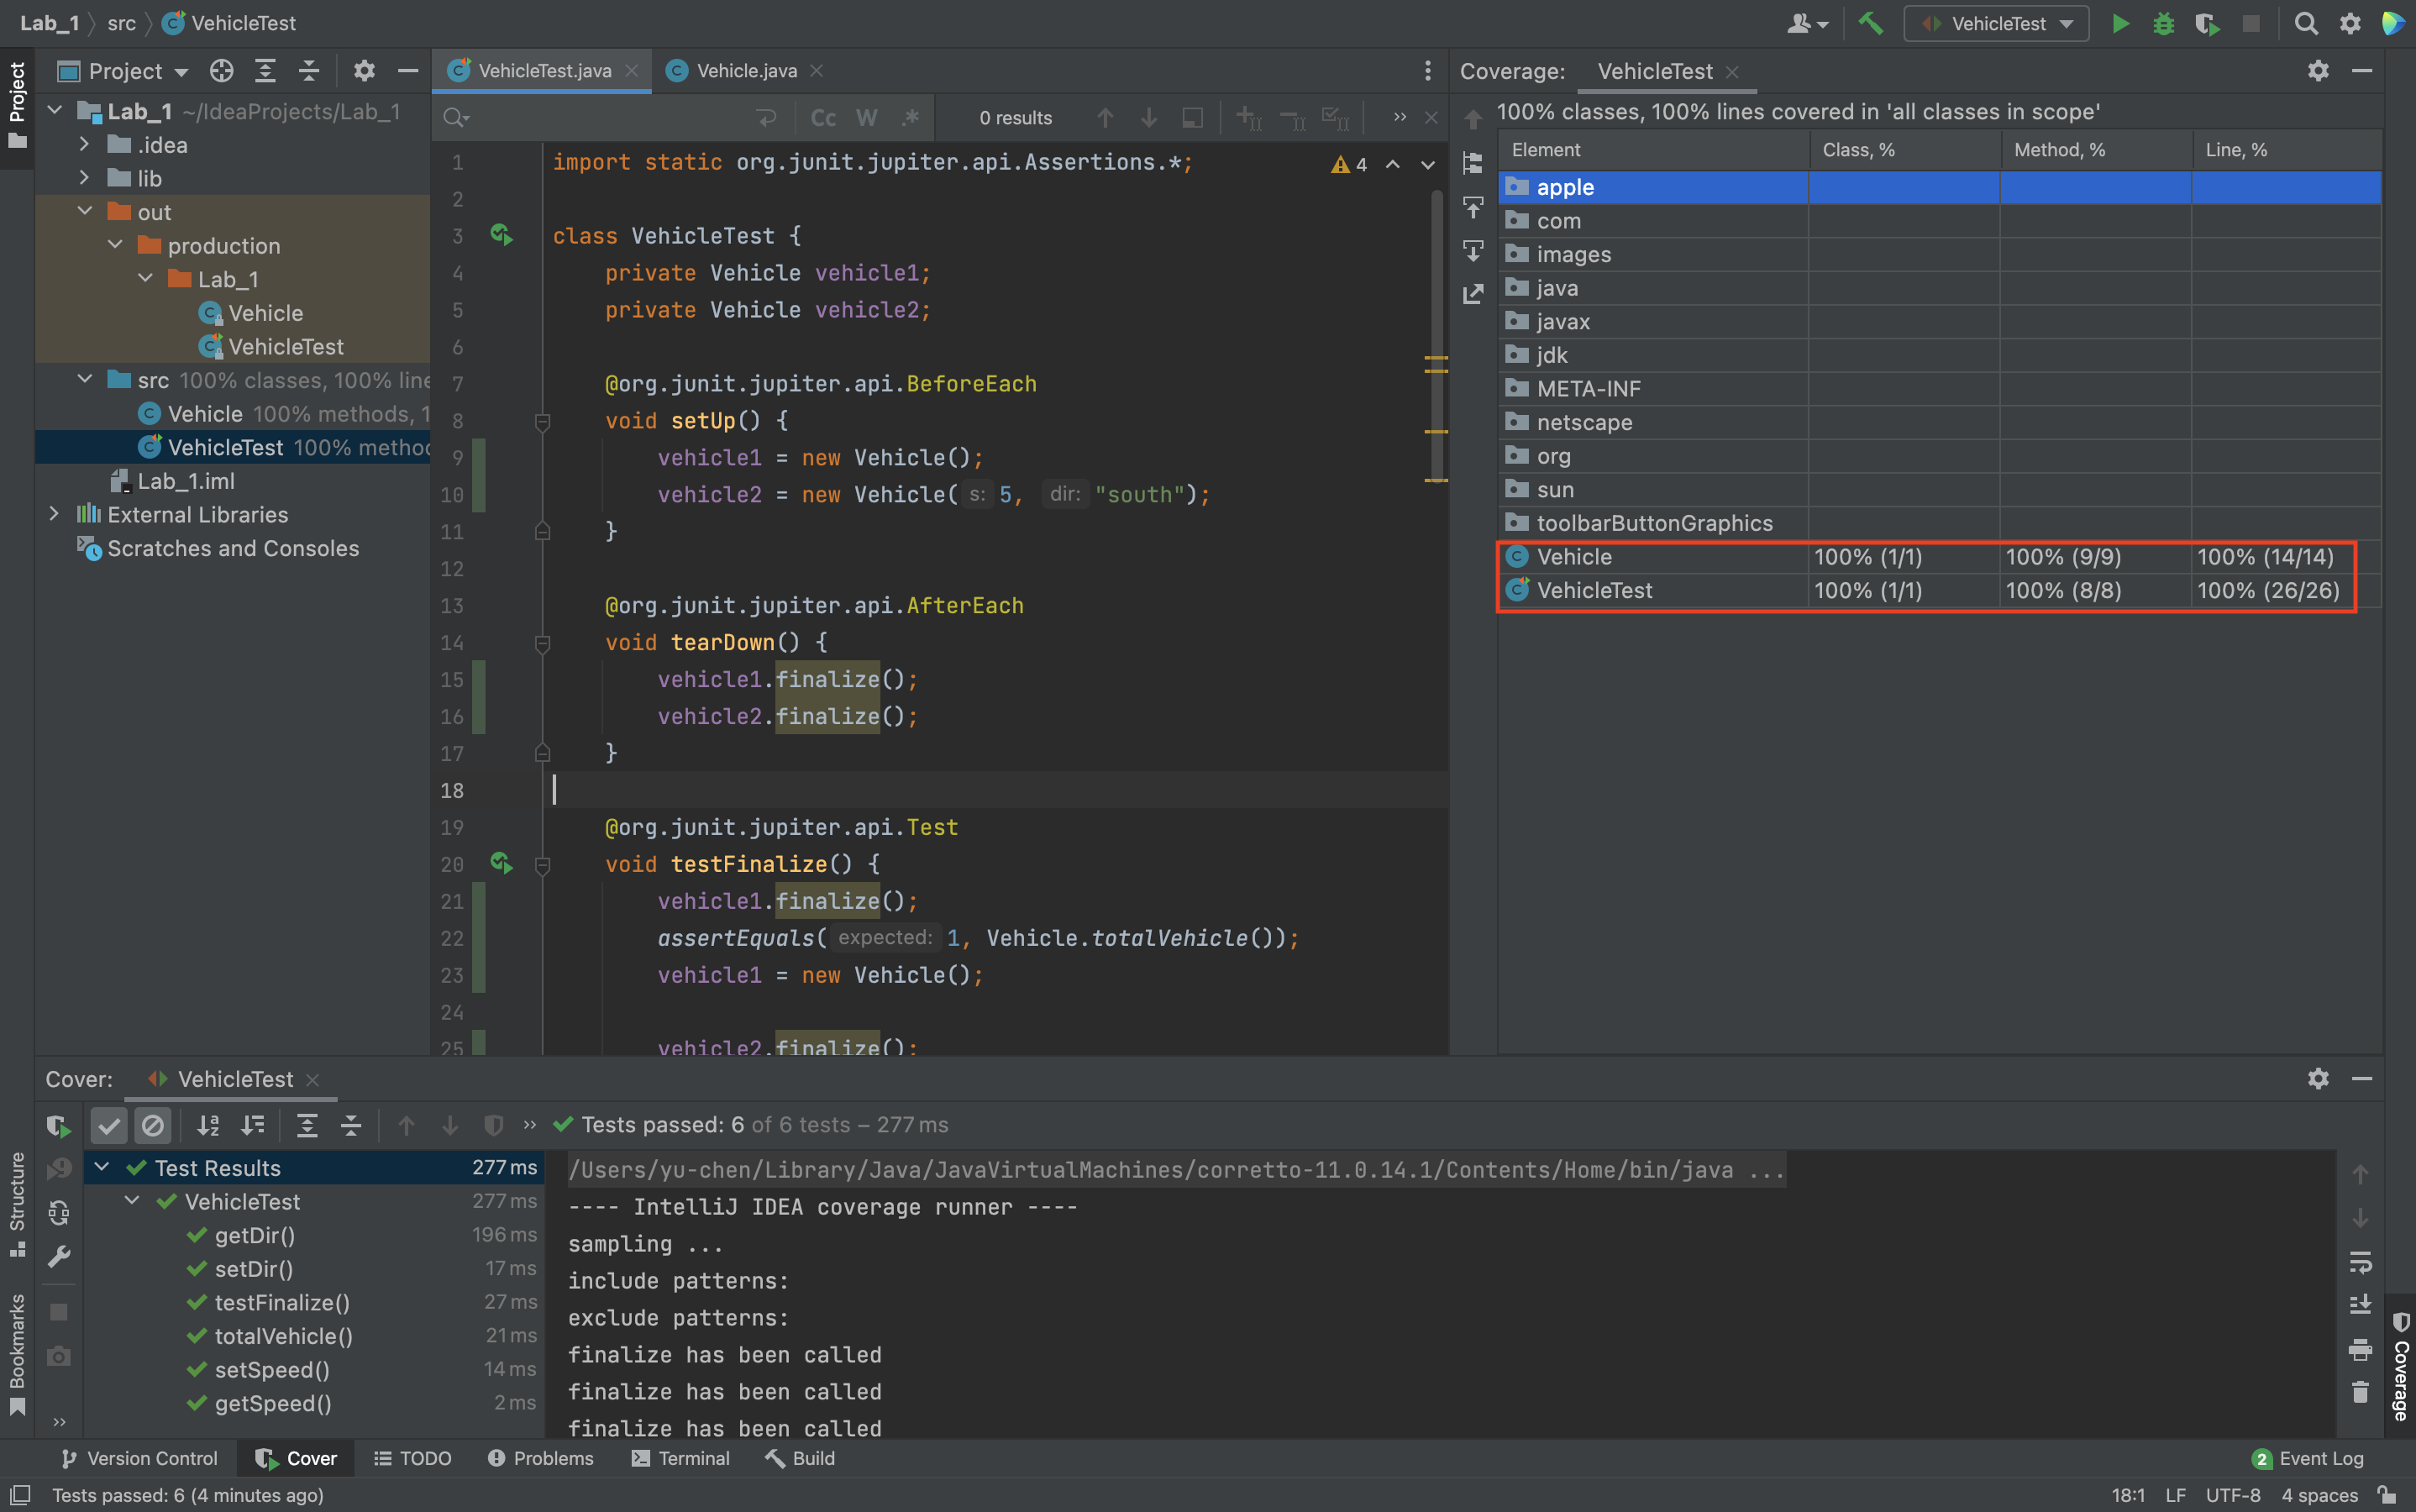 Lab_1 src VehicleTest
VehicleTest
Project
Project
Lab_1 ~/IdeaProjects/Lab_1
.idea
lib
out
production
Lab_1
Vehicle
VehicleTest
src 100% classes, 100% line
Vehicle 100% methods, 1
VehicleTest 100% metho
Lab_1.iml
External Libraries
Scratches and Consoles
Structure
Bookmarks
VehicleTest.java
Vehicle.java
Cc W .*
0 results
4
1 import static org.junit.jupiter.api.Assertions.*;
2
3 class VehicleTest {
4 private Vehicle vehicle1;
5 private Vehicle vehicle2;
6
7 @org.junit.jupiter.api.BeforeEach
8 void setUp() {
9 vehicle1 = new Vehicle();
10 vehicle2 = new Vehicle( s: 5, dir: "south");
11 }
12
13 @org.junit.jupiter.api.AfterEach
14 void tearDown() {
15 vehicle1.finalize();
16 vehicle2.finalize();
17 }
18
19 @org.junit.jupiter.api.Test
20 void testFinalize() {
21 vehicle1.finalize();
22 assertEquals( expected: 1, Vehicle.totalVehicle());
23 vehicle1 = new Vehicle();
24
25 vehicle2.finalize();
Coverage: VehicleTest
100% classes, 100% lines covered in 'all classes in scope'
Element Class, % Method, % Line, %
apple
com
images
java
javax
jdk
META-INF
netscape
org
sun
toolbarButtonGraphics
Vehicle 100% (1/1) 100% (9/9) 100% (14/14)
VehicleTest 100% (1/1) 100% (8/8) 100% (26/26)
Cover: VehicleTest
Tests passed: 6 of 6 tests – 277 ms
Test Results 277 ms
VehicleTest 277 ms
getDir() 196 ms
setDir() 17 ms
testFinalize() 27 ms
totalVehicle() 21 ms
setSpeed() 14 ms
getSpeed() 2 ms
/Users/yu-chen/Library/Java/JavaVirtualMachines/corretto-11.0.14.1/Contents/Home/bin/java ...
---- IntelliJ IDEA coverage runner ----
sampling ...
include patterns:
exclude patterns:
finalize has been called
finalize has been called
finalize has been called
Coverage
Version Control Cover TODO Problems Terminal Build
2 Event Log
Tests passed: 6 (4 minutes ago)
18:1 LF UTF-8 4 spaces